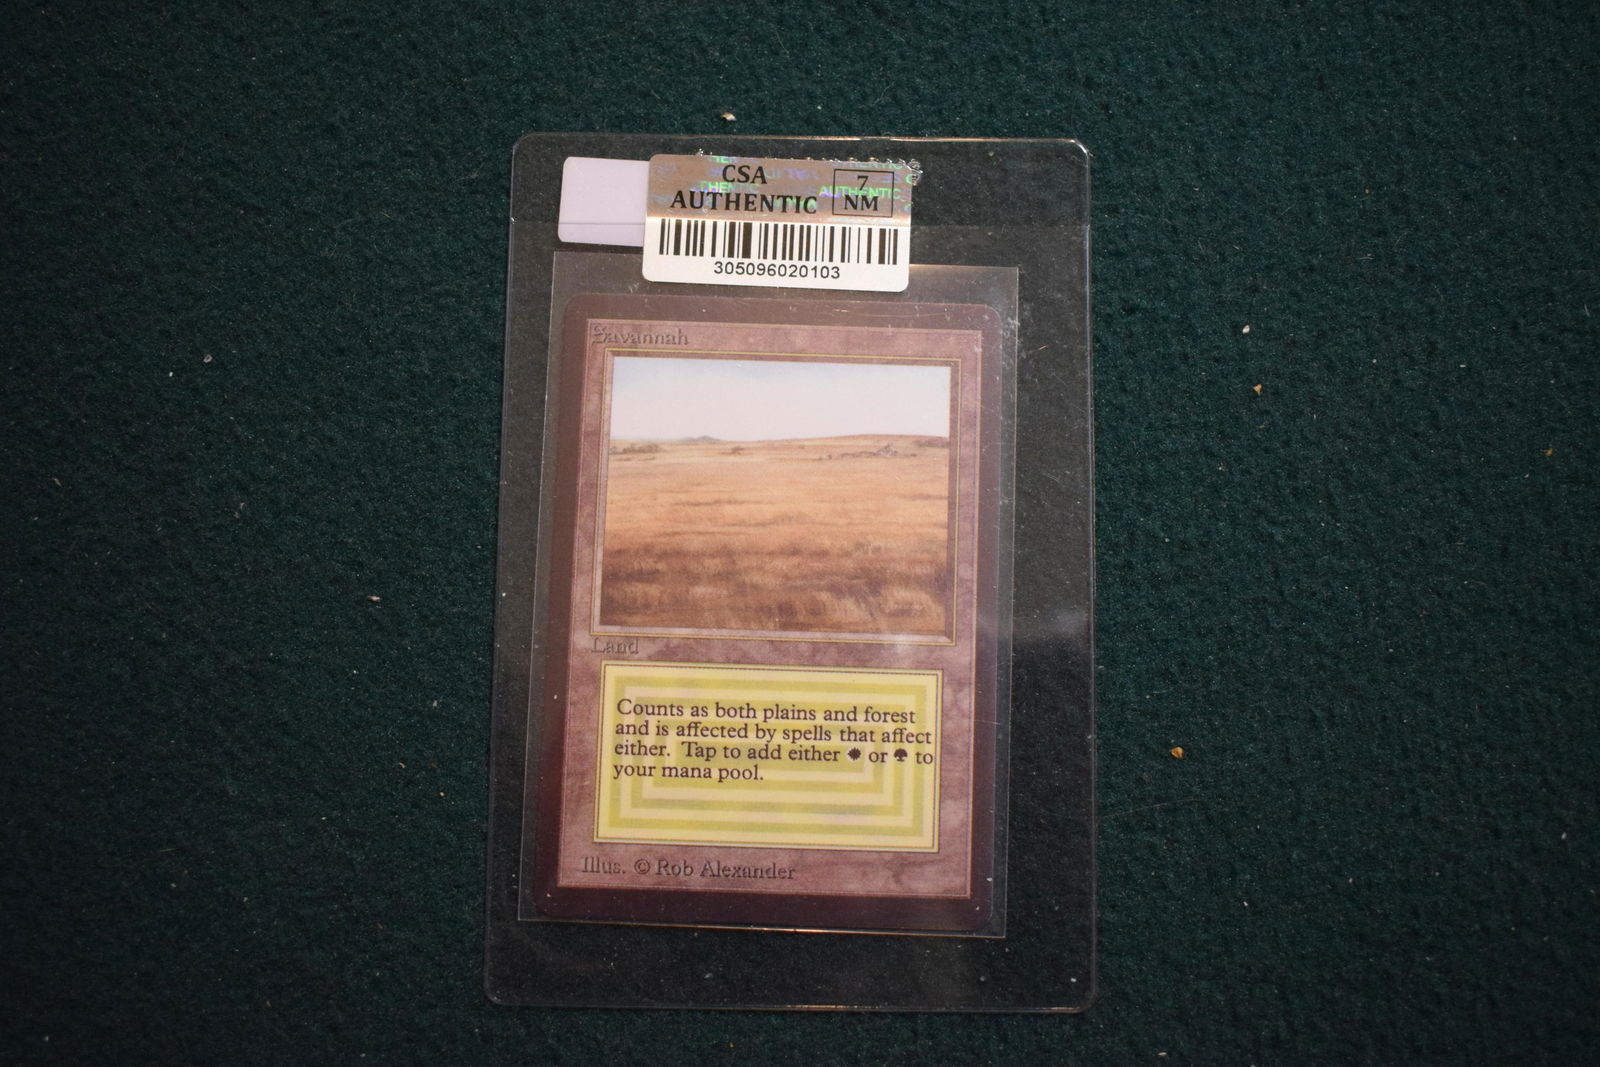 CSA
AUTHENTIC
7
NM
AUTHENTIC
305096020103
Savannah
Land
Counts as both plains and forest
and is affected by spells that affect
either. Tap to add either or to
your mana pool.
Illus. © Rob Alexander